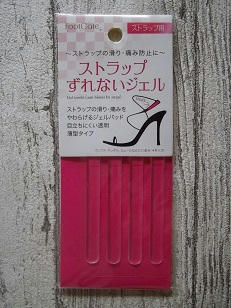 Foot Care
ストラップ用
～ストラップの滑り・痛み防止に～
ストラップ
ずれないジェル
ストラップの滑り・痛みを
やわらげるジェルパッド
目立ちにくい透明
薄型タイプ